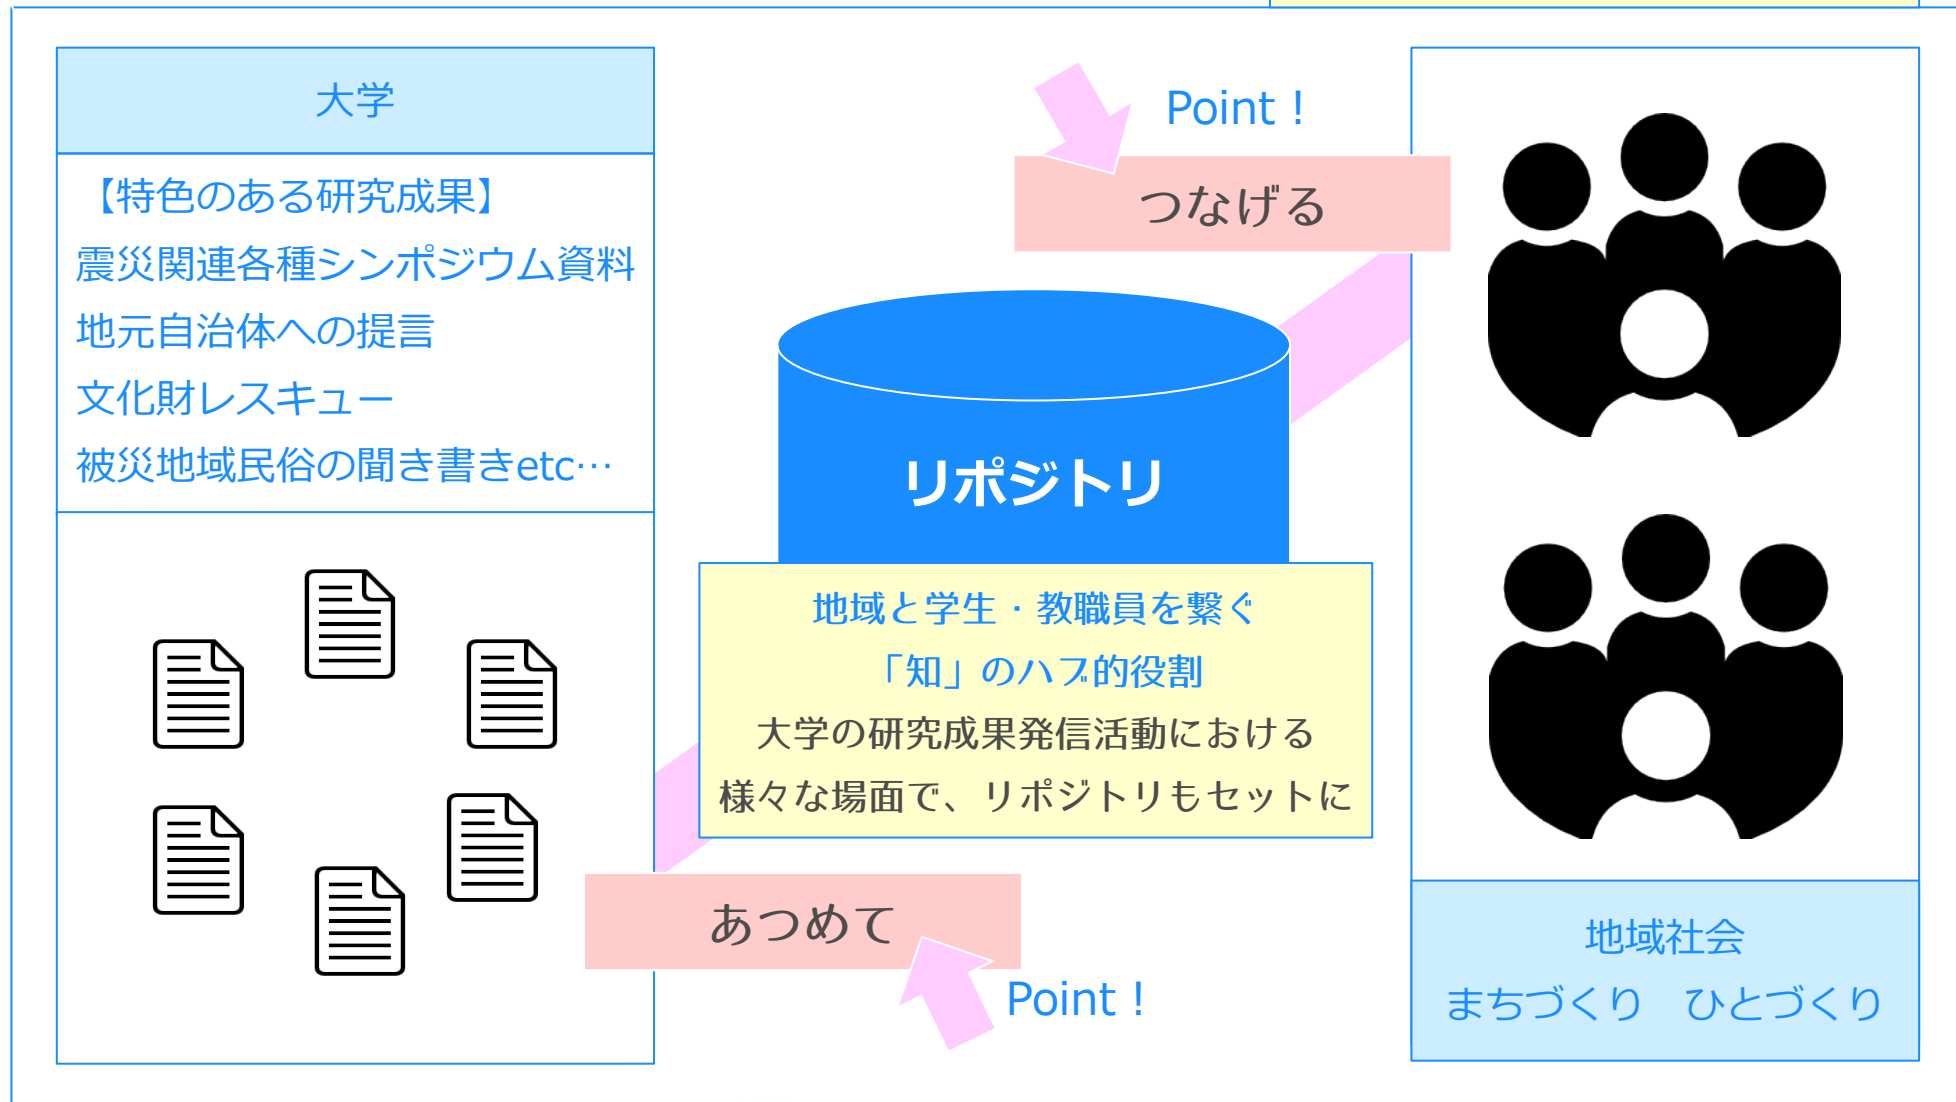 大学
【特色のある研究成果】
震災関連各種シンポジウム資料
地元自治体への提言
文化財レスキュー
被災地域民俗の聞き書きetc…
Point！
つなげる
リポジトリ
地域と学生・教職員を繋ぐ
「知」のハブ的役割
大学の研究成果発信活動における
様々な場面で、リポジトリもセットに
あつめて
Point！
地域社会
まちづくり　ひとづくり